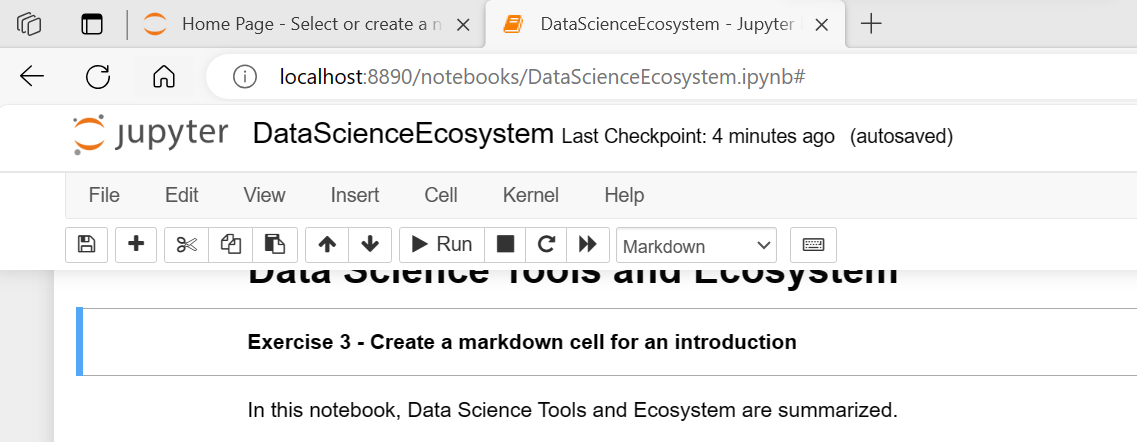 Home Page - Select or create a n
DataScienceEcosystem - Jupyter
localhost:8890/notebooks/DataScienceEcosystem.ipynb#
jupyter DataScienceEcosystem Last Checkpoint: 4 minutes ago (autosaved)
File Edit View Insert Cell Kernel Help
Run Markdown
Data Science Tools and Ecosystem
Exercise 3 - Create a markdown cell for an introduction
In this notebook, Data Science Tools and Ecosystem are summarized.